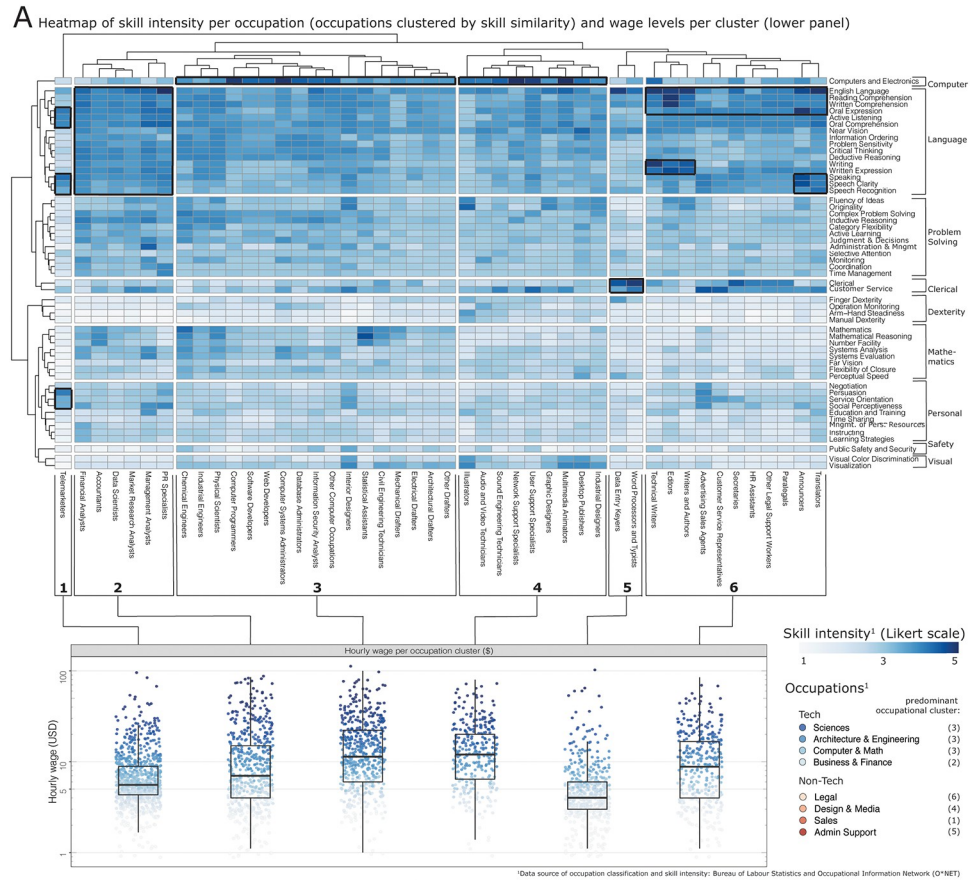 A Heatmap of skill intensity per occupation (occupations clustered by skill similarity) and wage levels per cluster (lower panel)
Computers and Electronics
English Language
Reading Comprehension
Written Comprehension
Oral Expression
Active Listening
Oral Comprehension
Near Vision
Information Ordering
Problem Sensitivity
Critical Thinking
Deductive Reasoning
Writing
Written Expression
Speaking
Speech Clarity
Speech Recognition
Fluency of Ideas
Originality
Complex Problem Solving
Inductive Reasoning
Category Flexibility
Active Learning
Judgment & Decisions
Administration & Mngmt
Selective Attention
Monitoring
Coordination
Time Management
Clerical
Customer Service
Finger Dexterity
Operation Monitoring
Arm-Hand Steadiness
Manual Dexterity
Mathematics
Mathematical Reasoning
Number Facility
Systems Analysis
Systems Evaluation
Far Vision
Flexibility of Closure
Perceptual Speed
Negotiation
Persuasion
Service Orientation
Social Perceptiveness
Education and Training
Time Sharing
Mngmt. of Pers. Resources
Instructing
Learning Strategies
Public Safety and Security
Visual Color Discrimination
Visualization
Computer
Language
Problem
Solving
Clerical
Dexterity
Mathe-
matics
Personal
Safety
Visual
Telemarketers
Financial Analysts
Accountants
Data Scientists
Market Research Analysts
Management Analysts
PR Specialists
Chemical Engineers
Industrial Engineers
Physical Scientists
Computer Programmers
Software Developers
Web Developers
Computer Systems Administrators
Database Administrators
Information Security Analysts
Other Computer Occupations
Interior Designers
Statistical Assistants
Civil Engineering Technicians
Mechanical Drafters
Electrical Drafters
Architectural Drafters
Other Drafters
Illustrators
Audio and Video Technicians
Sound Engineering Technicians
Network Support Specialists
User Support Specialists
Graphic Designers
Multimedia Animators
Desktop Publishers
Industrial Designers
Data Entry Keyers
Word Processors and Typists
Technical Writers
Editors
Writers and Authors
Advertising Sales Agents
Customer Service Representatives
Secretaries
HR Assistants
Other Legal Support Workers
Paralegals
Announcers
Translators
1 2 3 4 5 6
Hourly wage per occupation cluster ($)
Hourly wage (USD)
100
10
5
1
Skill intensity¹ (Likert scale)
1 3 5
Occupations¹
predominant
occupational cluster:
Tech
Sciences (3)
Architecture & Engineering (3)
Computer & Math (3)
Business & Finance (2)
Non-Tech
Legal (6)
Design & Media (4)
Sales (1)
Admin Support (5)
¹Data source of occupation classification and skill intensity: Bureau of Labour Statistics and Occupational Information Network (O*NET)